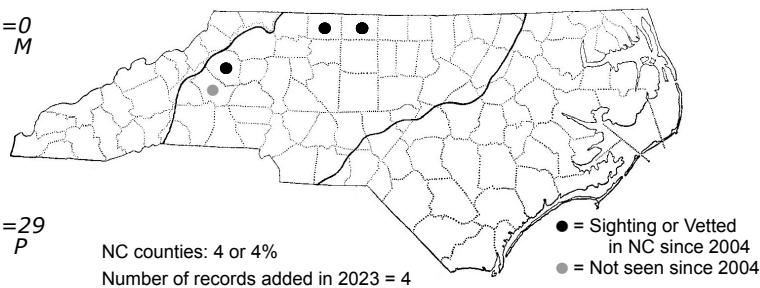 =0
M
=29
P
NC counties: 4 or 4%
Number of records added in 2023 = 4
● = Sighting or Vetted
in NC since 2004
● = Not seen since 2004